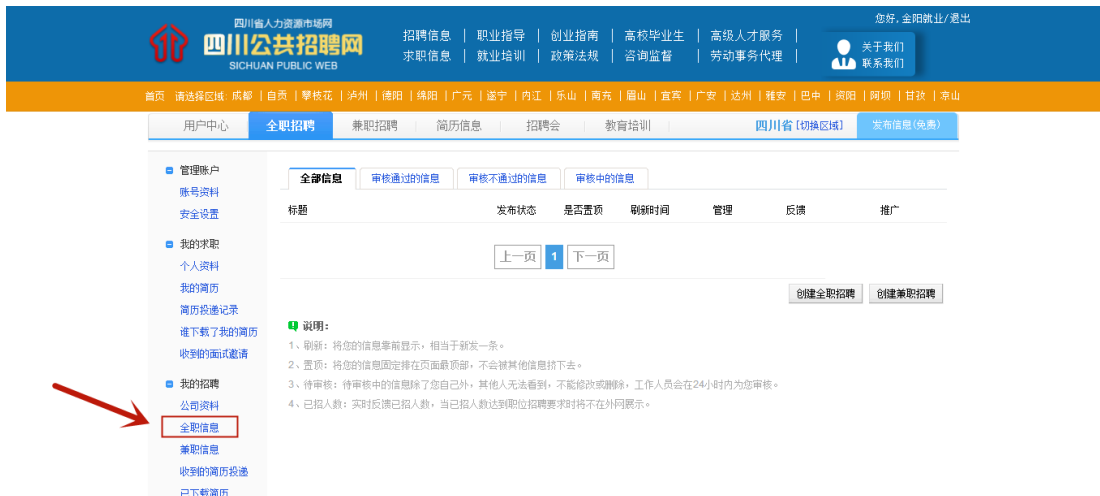 您好,金阳就业/退出
四川省人力资源市场网
四川公共招聘网
SICHUAN PUBLIC WEB
招聘信息 | 职业指导 | 创业指南 | 高校毕业生 | 高级人才服务 |
求职信息 | 就业培训 | 政策法规 | 咨询监督 | 劳动事务代理 |
关于我们
联系我们
首页 请选择区域: 成都 | 自贡 | 攀枝花 | 泸州 | 德阳 | 绵阳 | 广元 | 遂宁 | 内江 | 乐山 | 南充 | 眉山 | 宜宾 | 广安 | 达州 | 雅安 | 巴中 | 资阳 | 阿坝 | 甘孜 | 凉山
用户中心 全职招聘 兼职招聘 简历信息 招聘会 教育培训 四川省 [切换区域] 发布信息(免费)
管理账户
账号资料
安全设置
我的求职
个人资料
我的简历
简历投递记录
谁下载了我的简历
收到的面试邀请
我的招聘
公司资料
全职信息
兼职信息
收到的简历投递
已下载简历
全部信息 审核通过的信息 审核不通过的信息 审核中的信息
标题 发布状态 是否置顶 刷新时间 管理 反馈 推广
上一页 1 下一页
创建全职招聘 创建兼职招聘
说明:
1、刷新: 将您的信息靠前显示，相当于新发一条。
2、置顶: 将您的信息固定排在页面最顶部，不会被其他信息挤下去。
3、待审核: 待审核中的信息除了您自己外，其他人无法看到，不能修改或删除，工作人员会在24小时内为您审核。
4、已招人数: 实时反馈已招人数，当已招人数达到职位招聘要求时将不在外网展示。